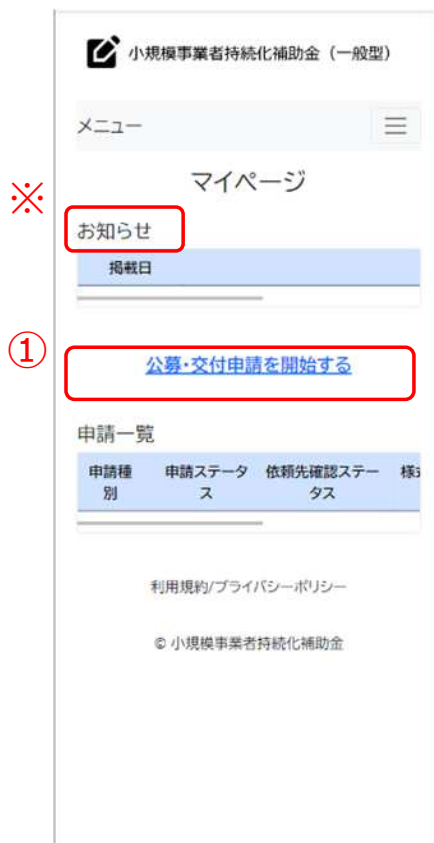 小規模事業者持続化補助金（一般型）
メニュー
マイページ
※
お知らせ
掲載日
①
公募・交付申請を開始する
申請一覧
申請種別 申請ステータス 依頼先確認ステータス 様
利用規約/プライバシーポリシー
© 小規模事業者持続化補助金